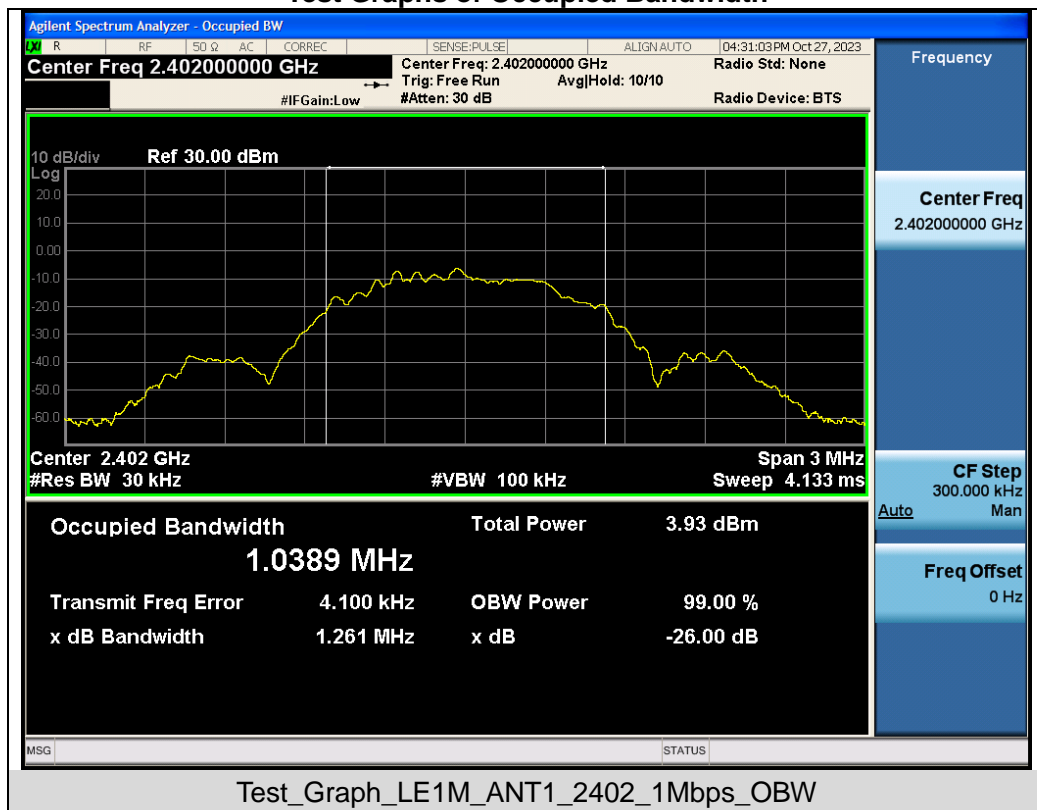 Test Graphs of Occupied Bandwidth
Agilent Spectrum Analyzer - Occupied BW
LXI R RF 50 Ω AC CORREC SENSE:PULSE ALIGN AUTO 04:31:03 PM Oct 27, 2023
Center Freq 2.402000000 GHz
Center Freq: 2.402000000 GHz
Radio Std: None
Trig: Free Run Avg|Hold: 10/10
#IFGain:Low #Atten: 30 dB Radio Device: BTS
10 dB/div Ref 30.00 dBm
Log
20.0
10.0
0.00
-10.0
-20.0
-30.0
-40.0
-50.0
-60.0
Center 2.402 GHz Span 3 MHz
#Res BW 30 kHz #VBW 100 kHz Sweep 4.133 ms
Occupied Bandwidth Total Power 3.93 dBm
1.0389 MHz
Transmit Freq Error 4.100 kHz OBW Power 99.00 %
x dB Bandwidth 1.261 MHz x dB -26.00 dB
MSG STATUS
Frequency
Center Freq
2.402000000 GHz
CF Step
300.000 kHz
Auto Man
Freq Offset
0 Hz
Test_Graph_LE1M_ANT1_2402_1Mbps_OBW